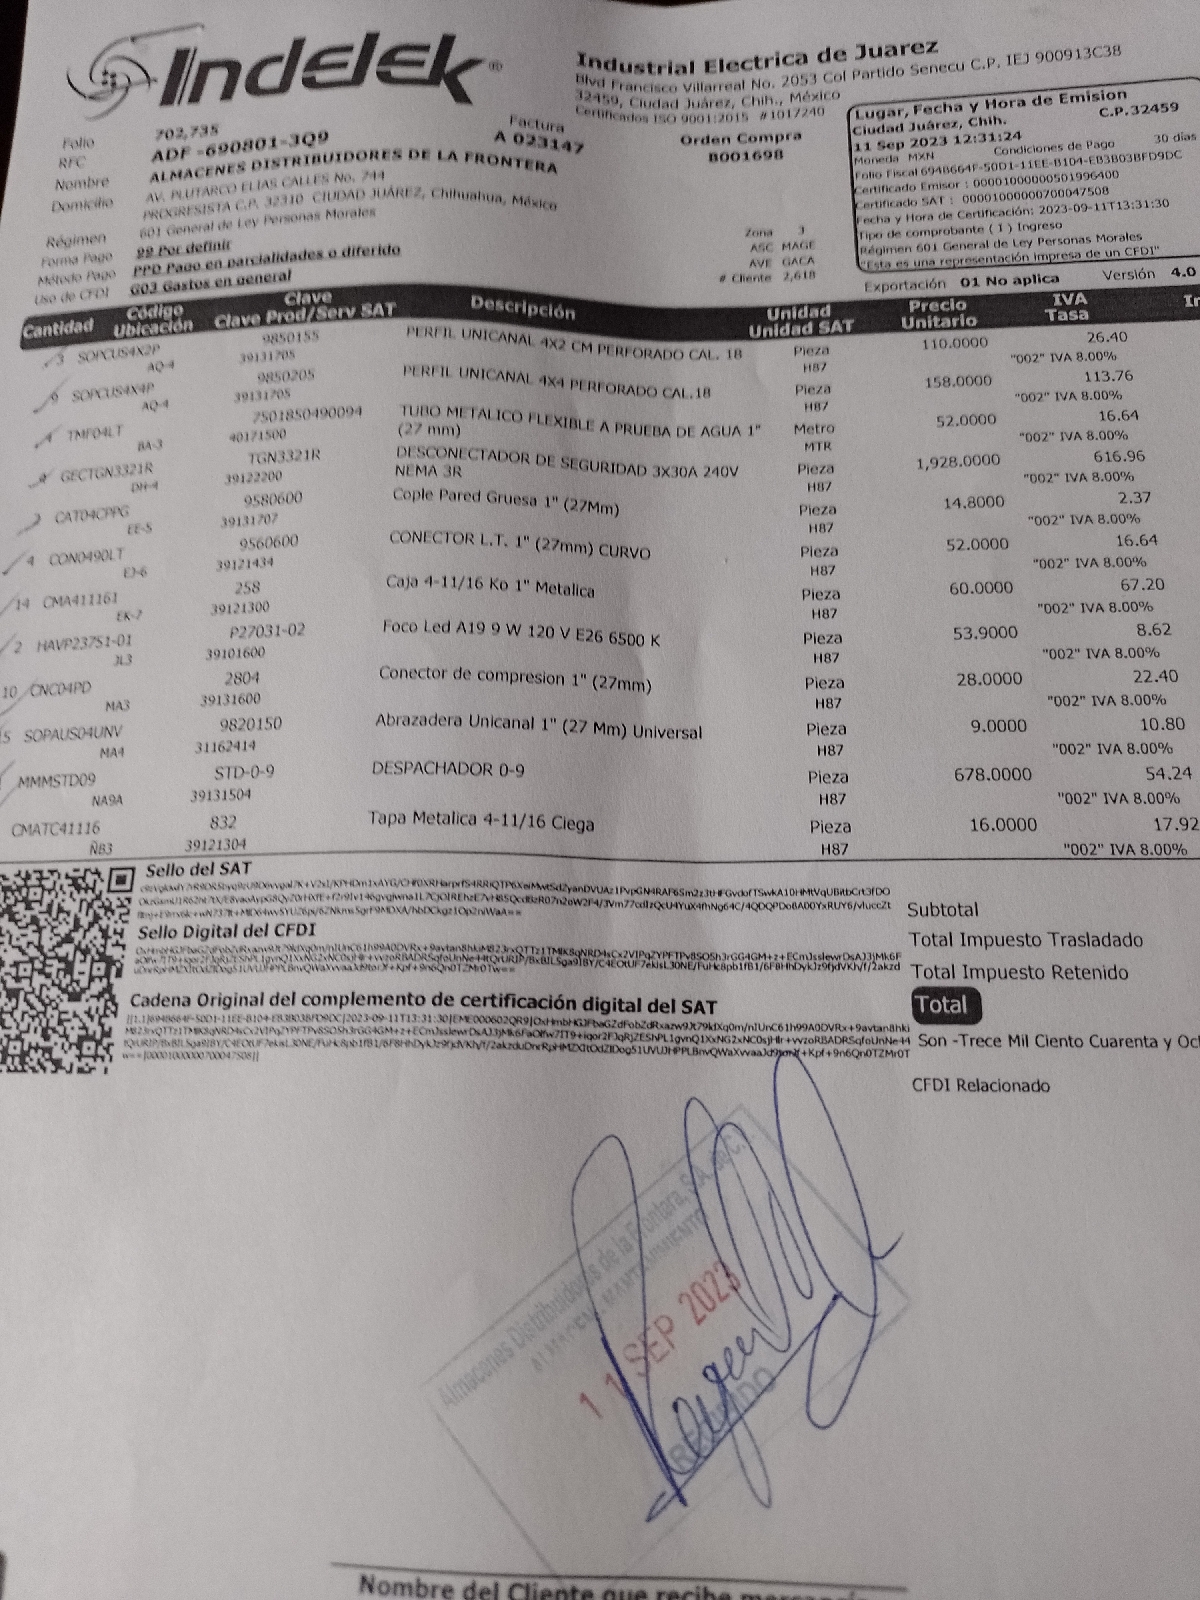 Indelek®
Industrial Electrica de Juarez
Blvd Francisco Villarreal No. 2053 Col Partido Senecu C.P. IEJ 900913C38
32459, Ciudad Juárez, Chih., México
Certificados ISO 9001:2015 #1017240
Folio 702,735
Factura
A 023147
RFC ADF -690801-3Q9
Nombre ALMACENES DISTRIBUIDORES DE LA FRONTERA
Domicilio AV. PLUTARCO ELIAS CALLES No. 744
PROGRESISTA C.P. 32310 CIUDAD JUÁREZ, Chihuahua, México
Régimen 601 General de Ley Personas Morales
Forma Pago 99 Por definir
Método Pago PPD Pago en parcialidades o diferido
Uso de CFDI G03 Gastos en general
Orden Compra
B001698
Zona 3
ASC MAGE
AVE GACA
# Cliente 2,618
Lugar, Fecha y Hora de Emision
Ciudad Juárez, Chih. C.P.32459
11 Sep 2023 12:31:24
Condiciones de Pago 30 dias
Moneda MXN
Folio Fiscal 694B664F-50D1-11EE-B104-EB3B03BFD9DC
Certificado Emisor : 00001000000501996400
Certificado SAT : 00001000000700047508
Fecha y Hora de Certificación: 2023-09-11T13:31:30
Tipo de comprobante ( I ) Ingreso
Régimen 601 General de Ley Personas Morales
"Esta es una representación impresa de un CFDI"
Exportación 01 No aplica Versión 4.0
Cantidad Código Ubicación Clave Clave Prod/Serv SAT Descripción Unidad Unidad SAT Precio Unitario IVA Tasa
3 SOPCUS4X2P 9850155 PERFIL UNICANAL 4X2 CM PERFORADO CAL. 18 Pieza 110.0000 26.40
AQ-4 39131705 H87 "002" IVA 8.00%
9 SOPCUS4X4P 9850205 PERFIL UNICANAL 4X4 PERFORADO CAL.18 Pieza 158.0000 113.76
AQ-4 39131705 H87 "002" IVA 8.00%
4 TMF04LT 7501850490094 TUBO METALICO FLEXIBLE A PRUEBA DE AGUA 1" Metro 52.0000 16.64
BA-3 40171500 (27 mm) MTR "002" IVA 8.00%
4 GECTGN3321R TGN3321R DESCONECTADOR DE SEGURIDAD 3X30A 240V Pieza 1,928.0000 616.96
DH-4 39122200 NEMA 3R H87 "002" IVA 8.00%
2 CAT04CPPG 9580600 Cople Pared Gruesa 1" (27Mm) Pieza 14.8000 2.37
EE-5 39131707 H87 "002" IVA 8.00%
4 CON0490LT 9560600 CONECTOR L.T. 1" (27mm) CURVO Pieza 52.0000 16.64
EJ-6 39121434 H87 "002" IVA 8.00%
14 CMA411161 258 Caja 4-11/16 Ko 1" Metalica Pieza 60.0000 67.20
EK-7 39121300 H87 "002" IVA 8.00%
2 HAVP23751-01 P27031-02 Foco Led A19 9 W 120 V E26 6500 K Pieza 53.9000 8.62
JL3 39101600 H87 "002" IVA 8.00%
10 CNC04PD 2804 Conector de compresion 1" (27mm) Pieza 28.0000 22.40
MA3 39131600 H87 "002" IVA 8.00%
5 SOPAUS04UNV 9820150 Abrazadera Unicanal 1" (27 Mm) Universal Pieza 9.0000 10.80
MA4 31162414 H87 "002" IVA 8.00%
MMMSTD09 STD-0-9 DESPACHADOR 0-9 Pieza 678.0000 54.24
NA9A 39131504 H87 "002" IVA 8.00%
CMATC41116 832 Tapa Metalica 4-11/16 Ciega Pieza 16.0000 17.92
Ñ83 39121304 H87 "002" IVA 8.00%
Sello del SAT
Sello Digital del CFDI
Cadena Original del complemento de certificación digital del SAT
Subtotal
Total Impuesto Trasladado
Total Impuesto Retenido
Total
Son -Trece Mil Ciento Cuarenta y Oc
CFDI Relacionado
Almacenes Distribuidores de la Frontera, S.A. de C.
ALMACEN MANTENIMIENTO
11 SEP 2023
RECIBIDO
Nombre del Cliente que recibe